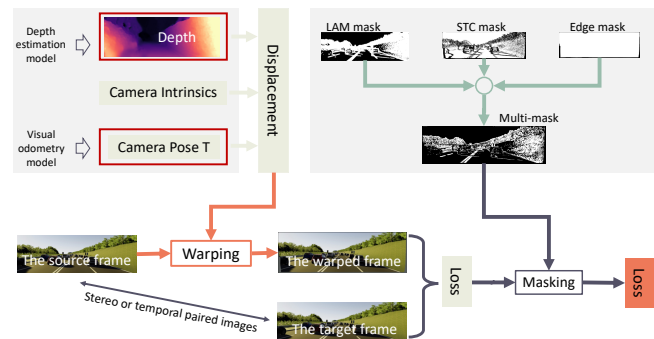 Depth
estimation
model
Depth
Displacement
Camera Intrinsics
Visual
odometry
model
Camera Pose T
LAM mask
STC mask
Edge mask
Multi-mask
The source frame
Warping
The warped frame
Stereo or temporal paired images
The target frame
Loss
Masking
Loss